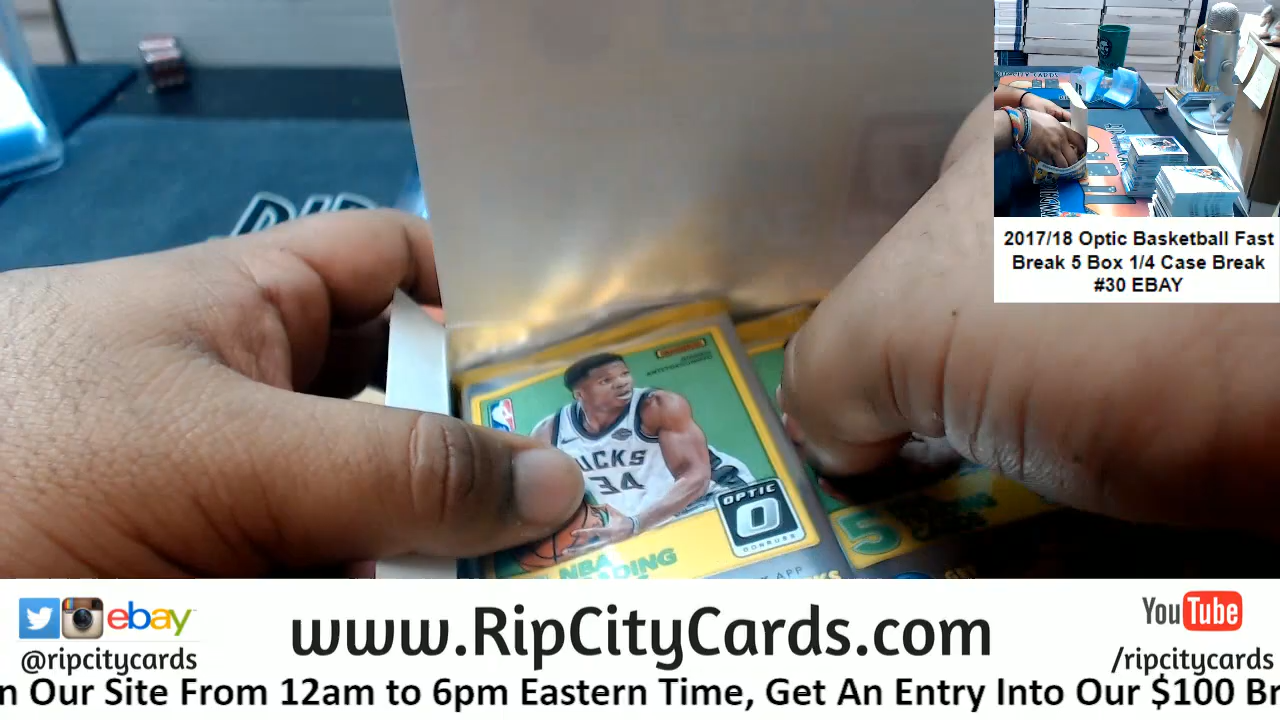 2017/18 Optic Basketball Fast
Break 5 Box 1/4 Case Break
#30 EBAY
NBA
UCKS
34
OPTIC
DONRUSS
NBA
5
APP
ebay
www.RipCityCards.com
YouTube
@ripcitycards
/ripcitycards
n Our Site From 12am to 6pm Eastern Time, Get An Entry Into Our $100 Br